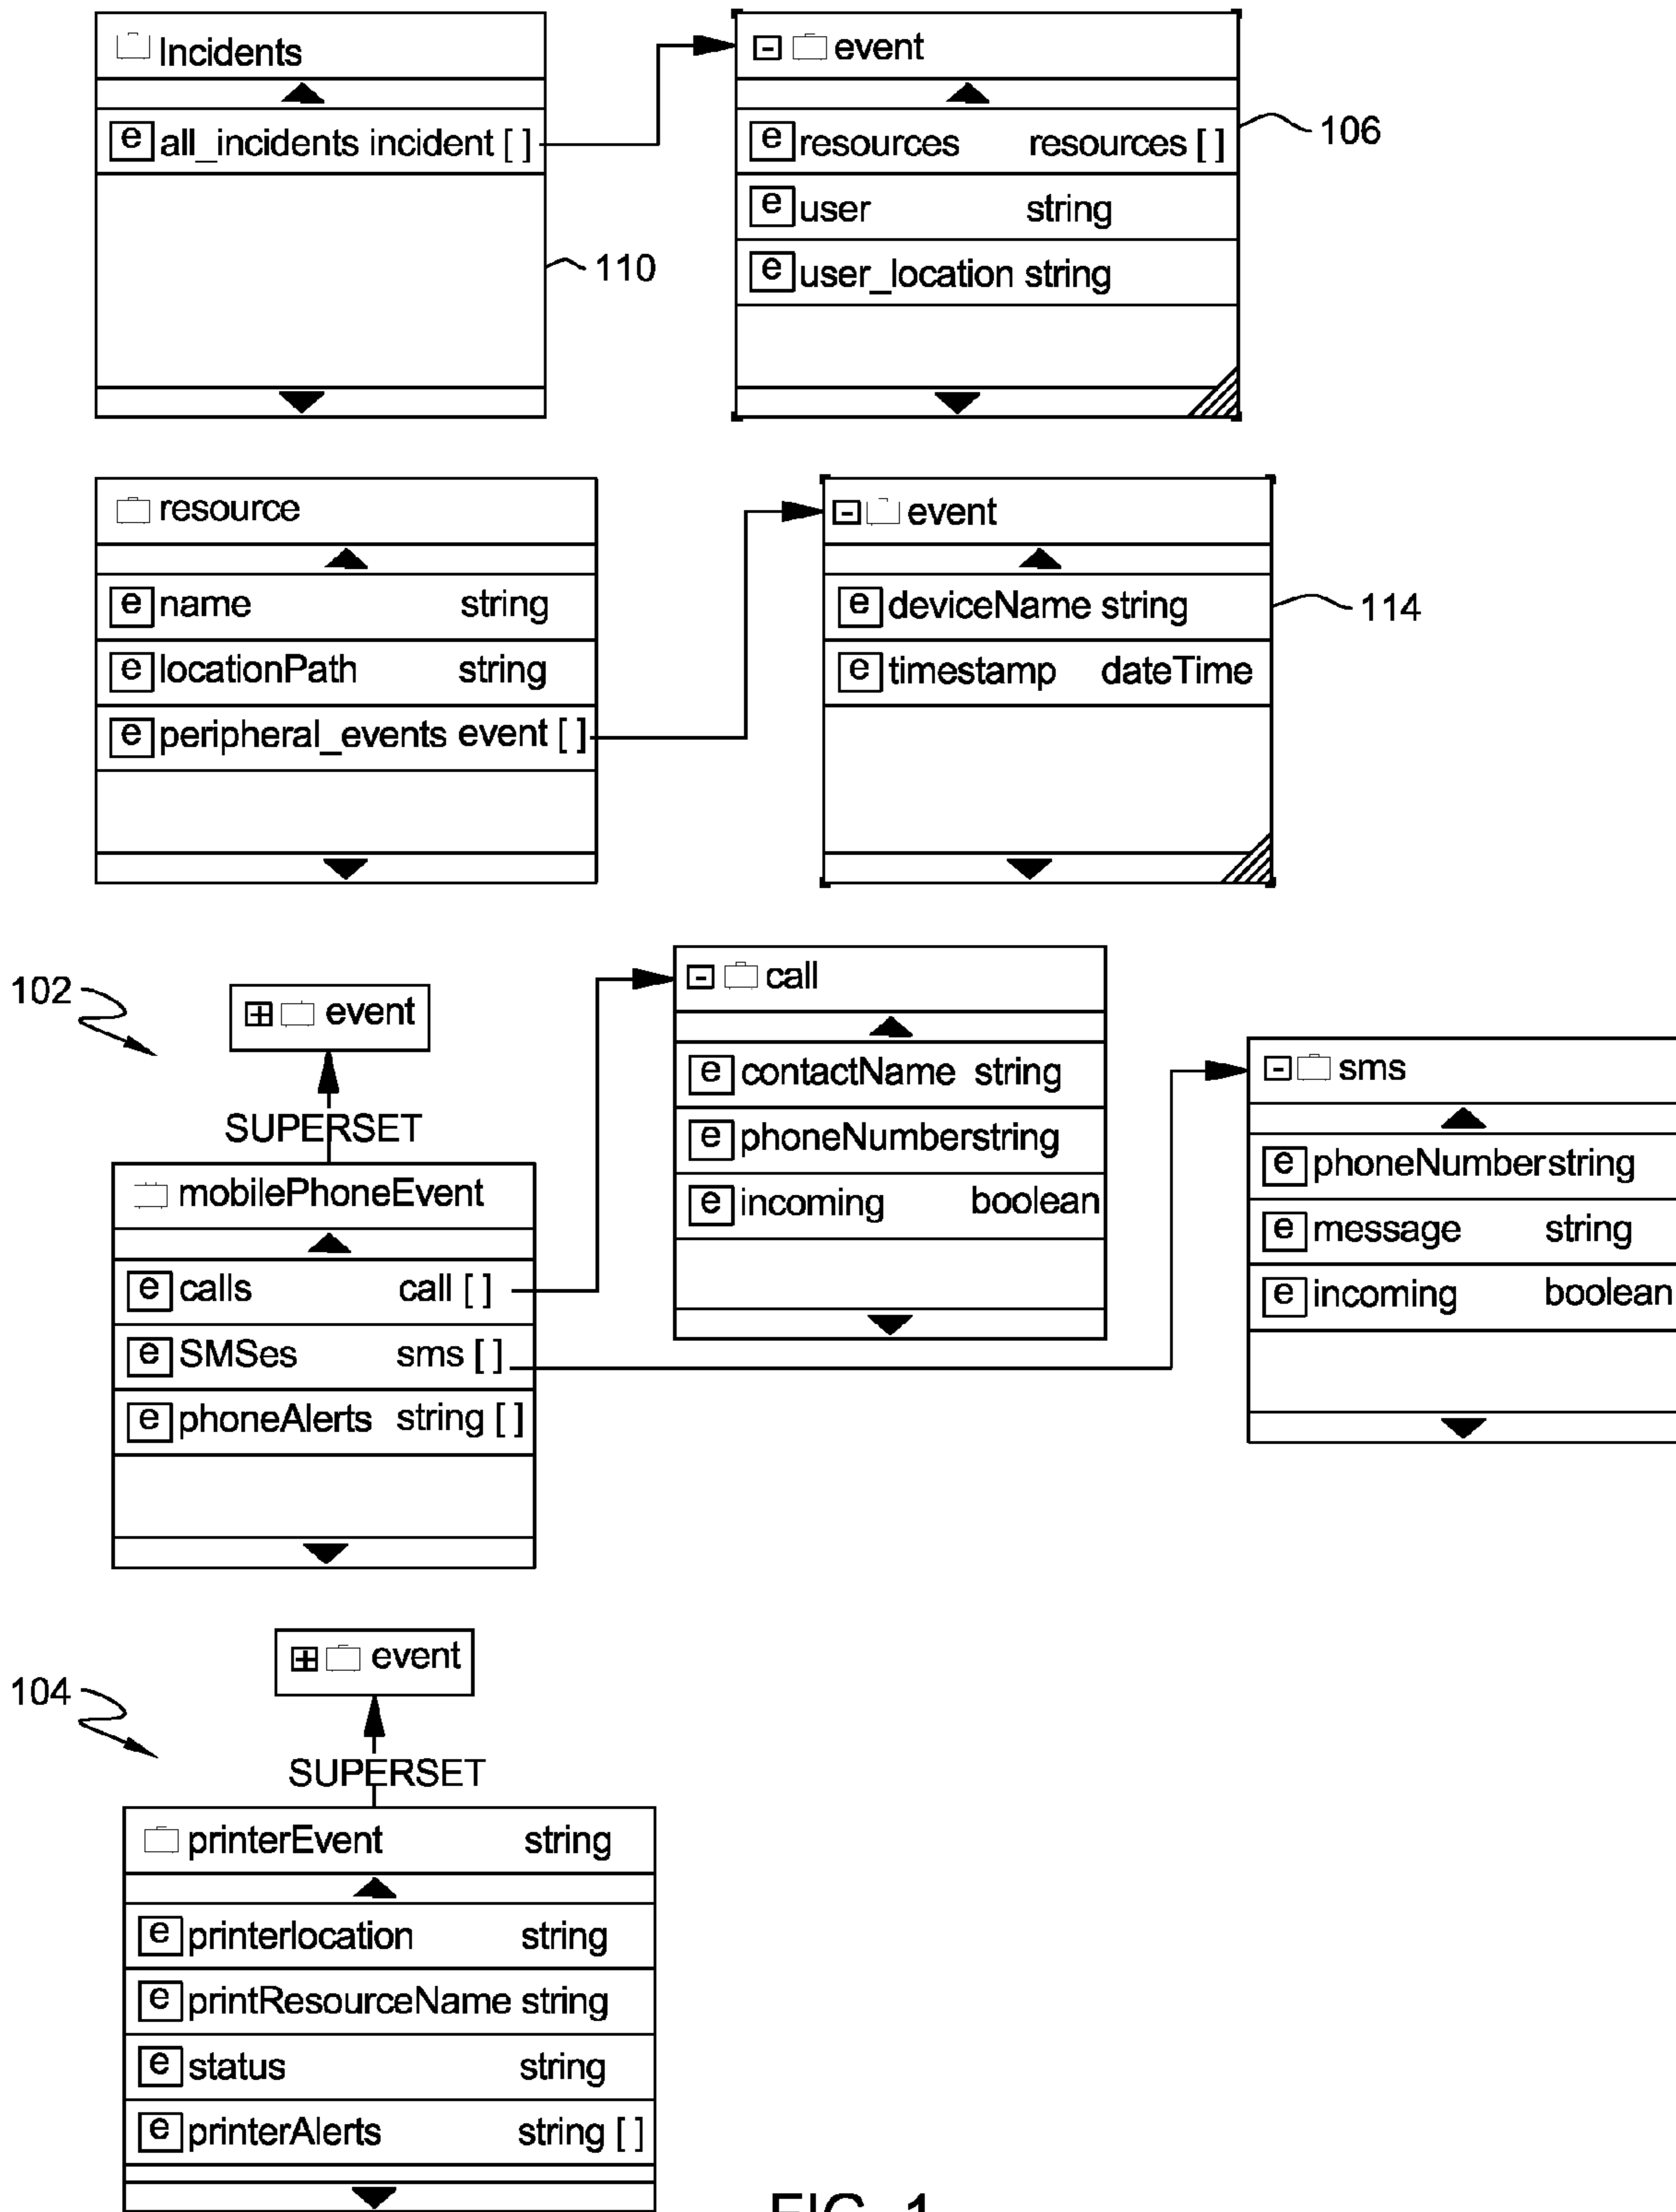 Incidents
all_incidents incident [ ]
110
event
resources resources [ ]
user string
user_location string
106
resource
name string
locationPath string
peripheral_events event [ ]
event
deviceName string
timestamp dateTime
114
102
event
SUPERSET
mobilePhoneEvent
calls call [ ]
SMSes sms [ ]
phoneAlerts string [ ]
call
contactName string
phoneNumberstring
incoming boolean
sms
phoneNumberstring
message string
incoming boolean
104
event
SUPERSET
printerEvent string
printerlocation string
printResourceName string
status string
printerAlerts string [ ]
FIG. 1